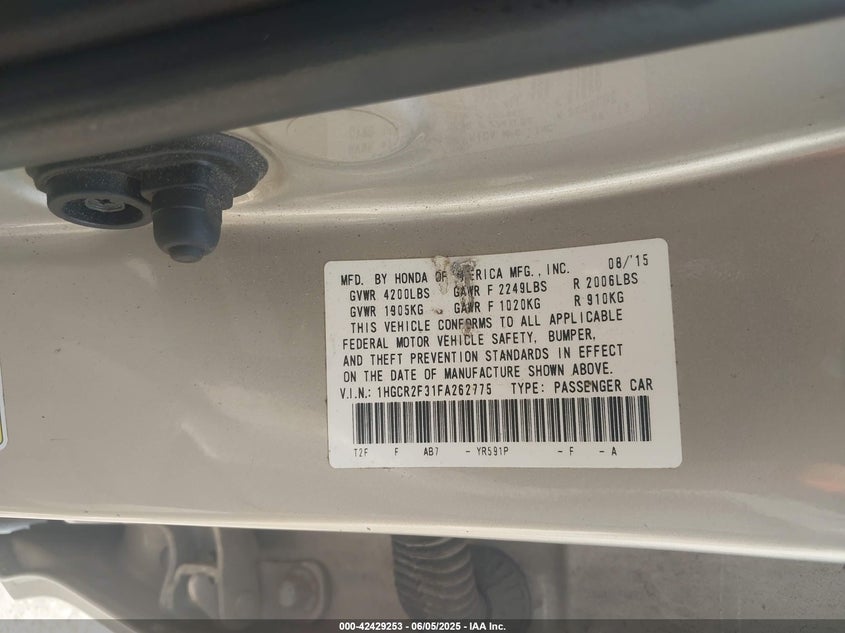 MFD. BY HONDA OF AMERICA MFG., INC. 08/'15
GVWR 4200LBS GAWR F 2249LBS R 2006LBS
GVWR 1905KG GAWR F 1020KG R 910KG
THIS VEHICLE CONFORMS TO ALL APPLICABLE
FEDERAL MOTOR VEHICLE SAFETY, BUMPER,
AND THEFT PREVENTION STANDARDS IN EFFECT
ON THE DATE OF MANUFACTURE SHOWN ABOVE.
V.I.N.: 1HGCR2F31FA262775 TYPE: PASSENGER CAR
T2F F AB7 - YR591P - F - A
000-42429253 - 06/05/2025 - IAA Inc.